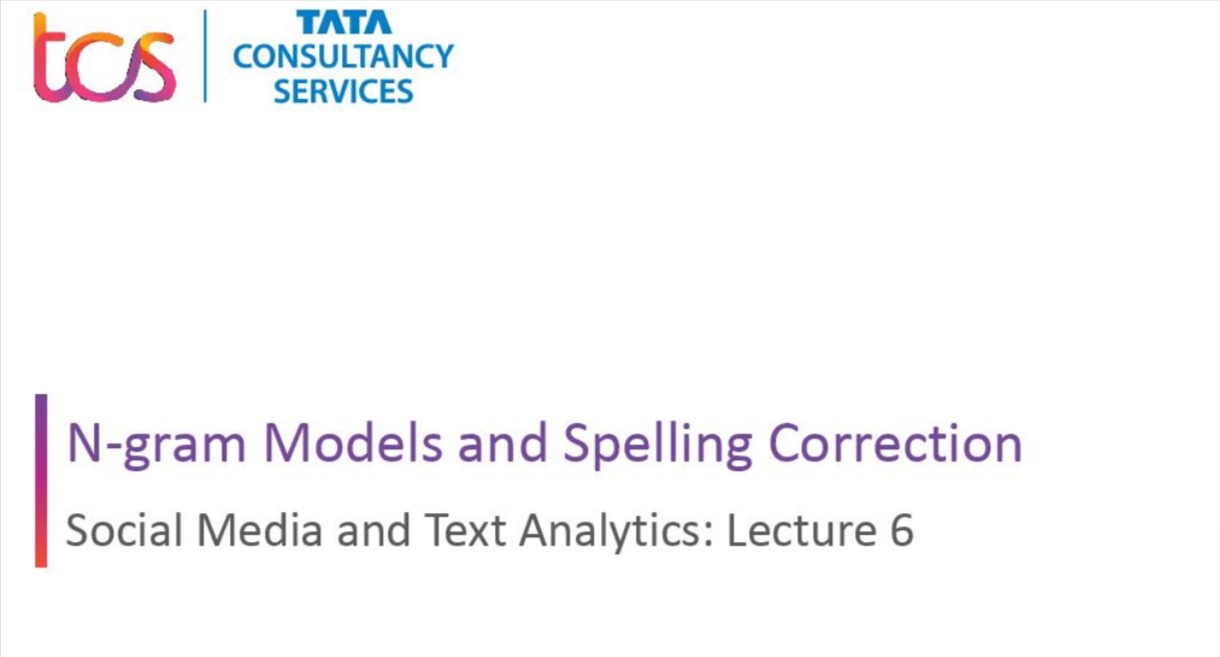 tcs
TATA
CONSULTANCY
SERVICES
N-gram Models and Spelling Correction
Social Media and Text Analytics: Lecture 6